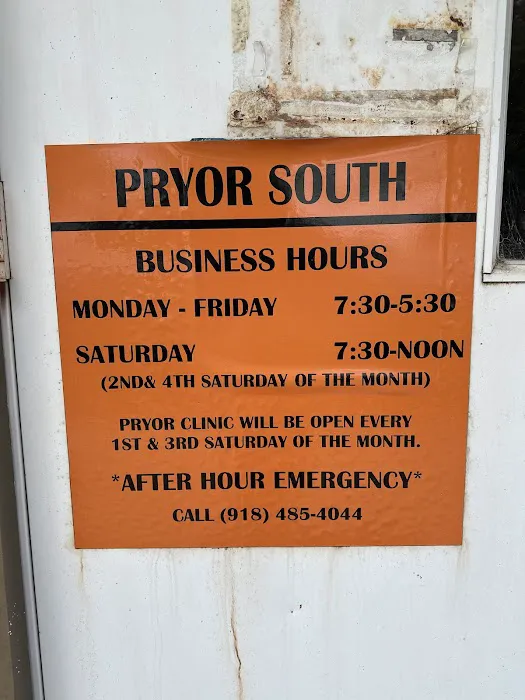 PRYOR SOUTH
BUSINESS HOURS
MONDAY - FRIDAY 7:30-5:30
SATURDAY 7:30-NOON
(2ND& 4TH SATURDAY OF THE MONTH)
PRYOR CLINIC WILL BE OPEN EVERY
1ST & 3RD SATURDAY OF THE MONTH.
*AFTER HOUR EMERGENCY*
CALL (918) 485-4044